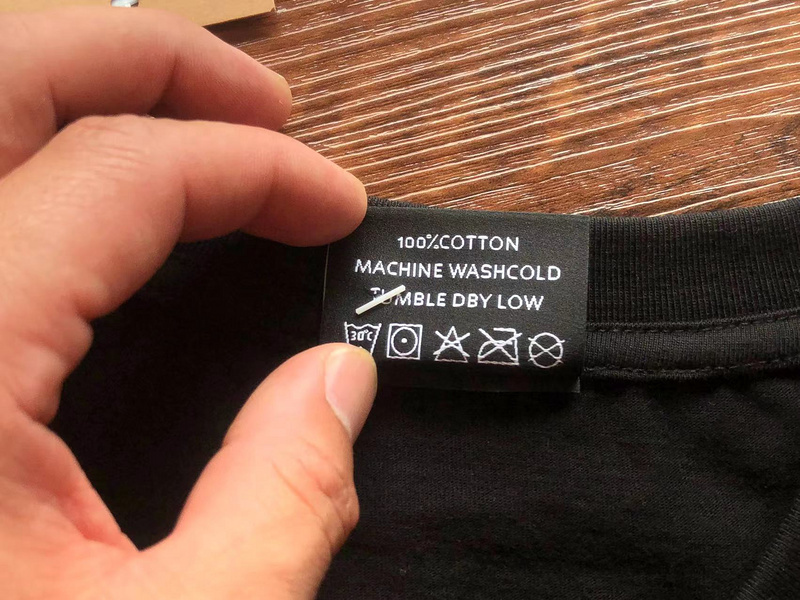 100%COTTON
MACHINE WASHCOLD
TUMBLE DBY LOW
30°C